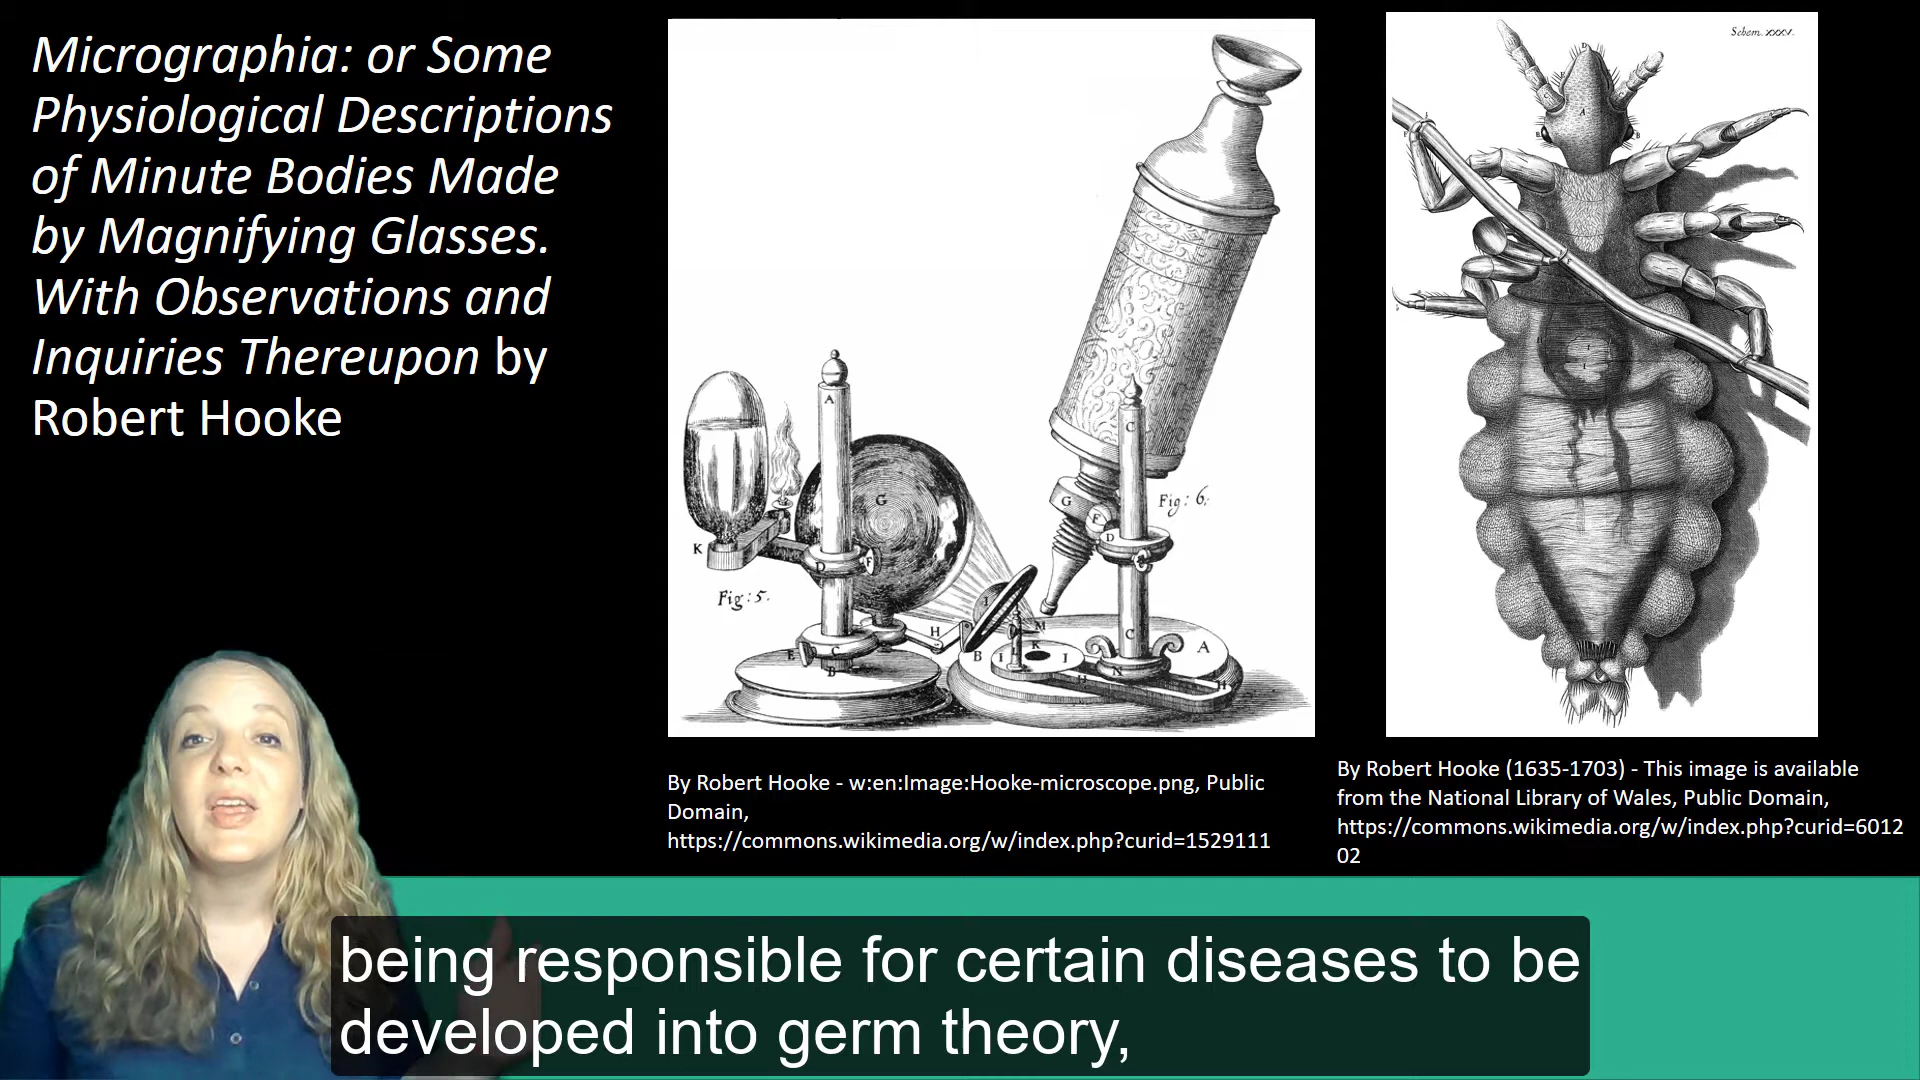 Micrographia: or Some
Physiological Descriptions
of Minute Bodies Made
by Magnifying Glasses.
With Observations and
Inquiries Thereupon by
Robert Hooke
A
G
K
D
F
Fig: 5.
E
C
B
H
C
G
F
Fig: 6.
D
I
M
K
B
I
I
C
A
N
H
H
By Robert Hooke - w:en:Image:Hooke-microscope.png, Public
Domain,
https://commons.wikimedia.org/w/index.php?curid=1529111
Schem. XXXV.
D
A
B
B
By Robert Hooke (1635-1703) - This image is available
from the National Library of Wales, Public Domain,
https://commons.wikimedia.org/w/index.php?curid=6012
02
being responsible for certain diseases to be
developed into germ theory,